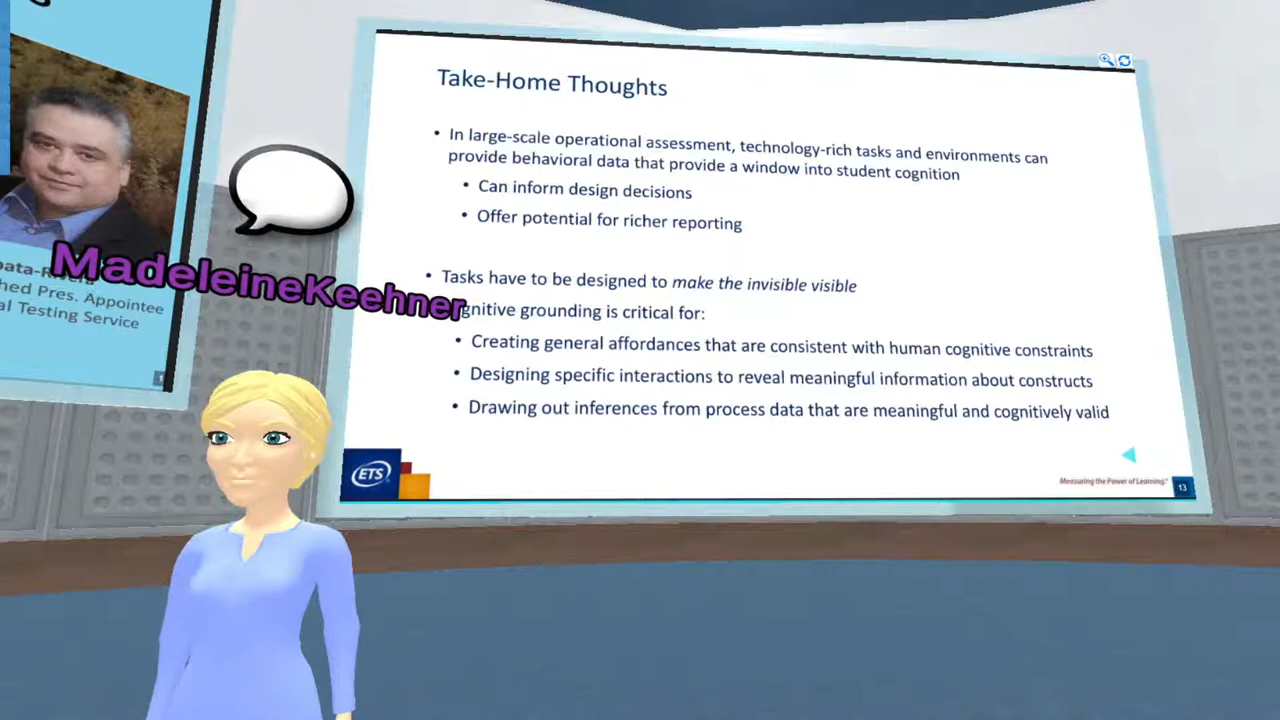 Take-Home Thoughts
• In large-scale operational assessment, technology-rich tasks and environments can
provide behavioral data that provide a window into student cognition
• Can inform design decisions
• Offer potential for richer reporting
• Tasks have to be designed to make the invisible visible
gnitive grounding is critical for:
• Creating general affordances that are consistent with human cognitive constraints
• Designing specific interactions to reveal meaningful information about constructs
• Drawing out inferences from process data that are meaningful and cognitively valid
ETS
Measuring the Power of Learning.
13
MadeleineKeehner
hed Pres. Appointee
al Testing Service